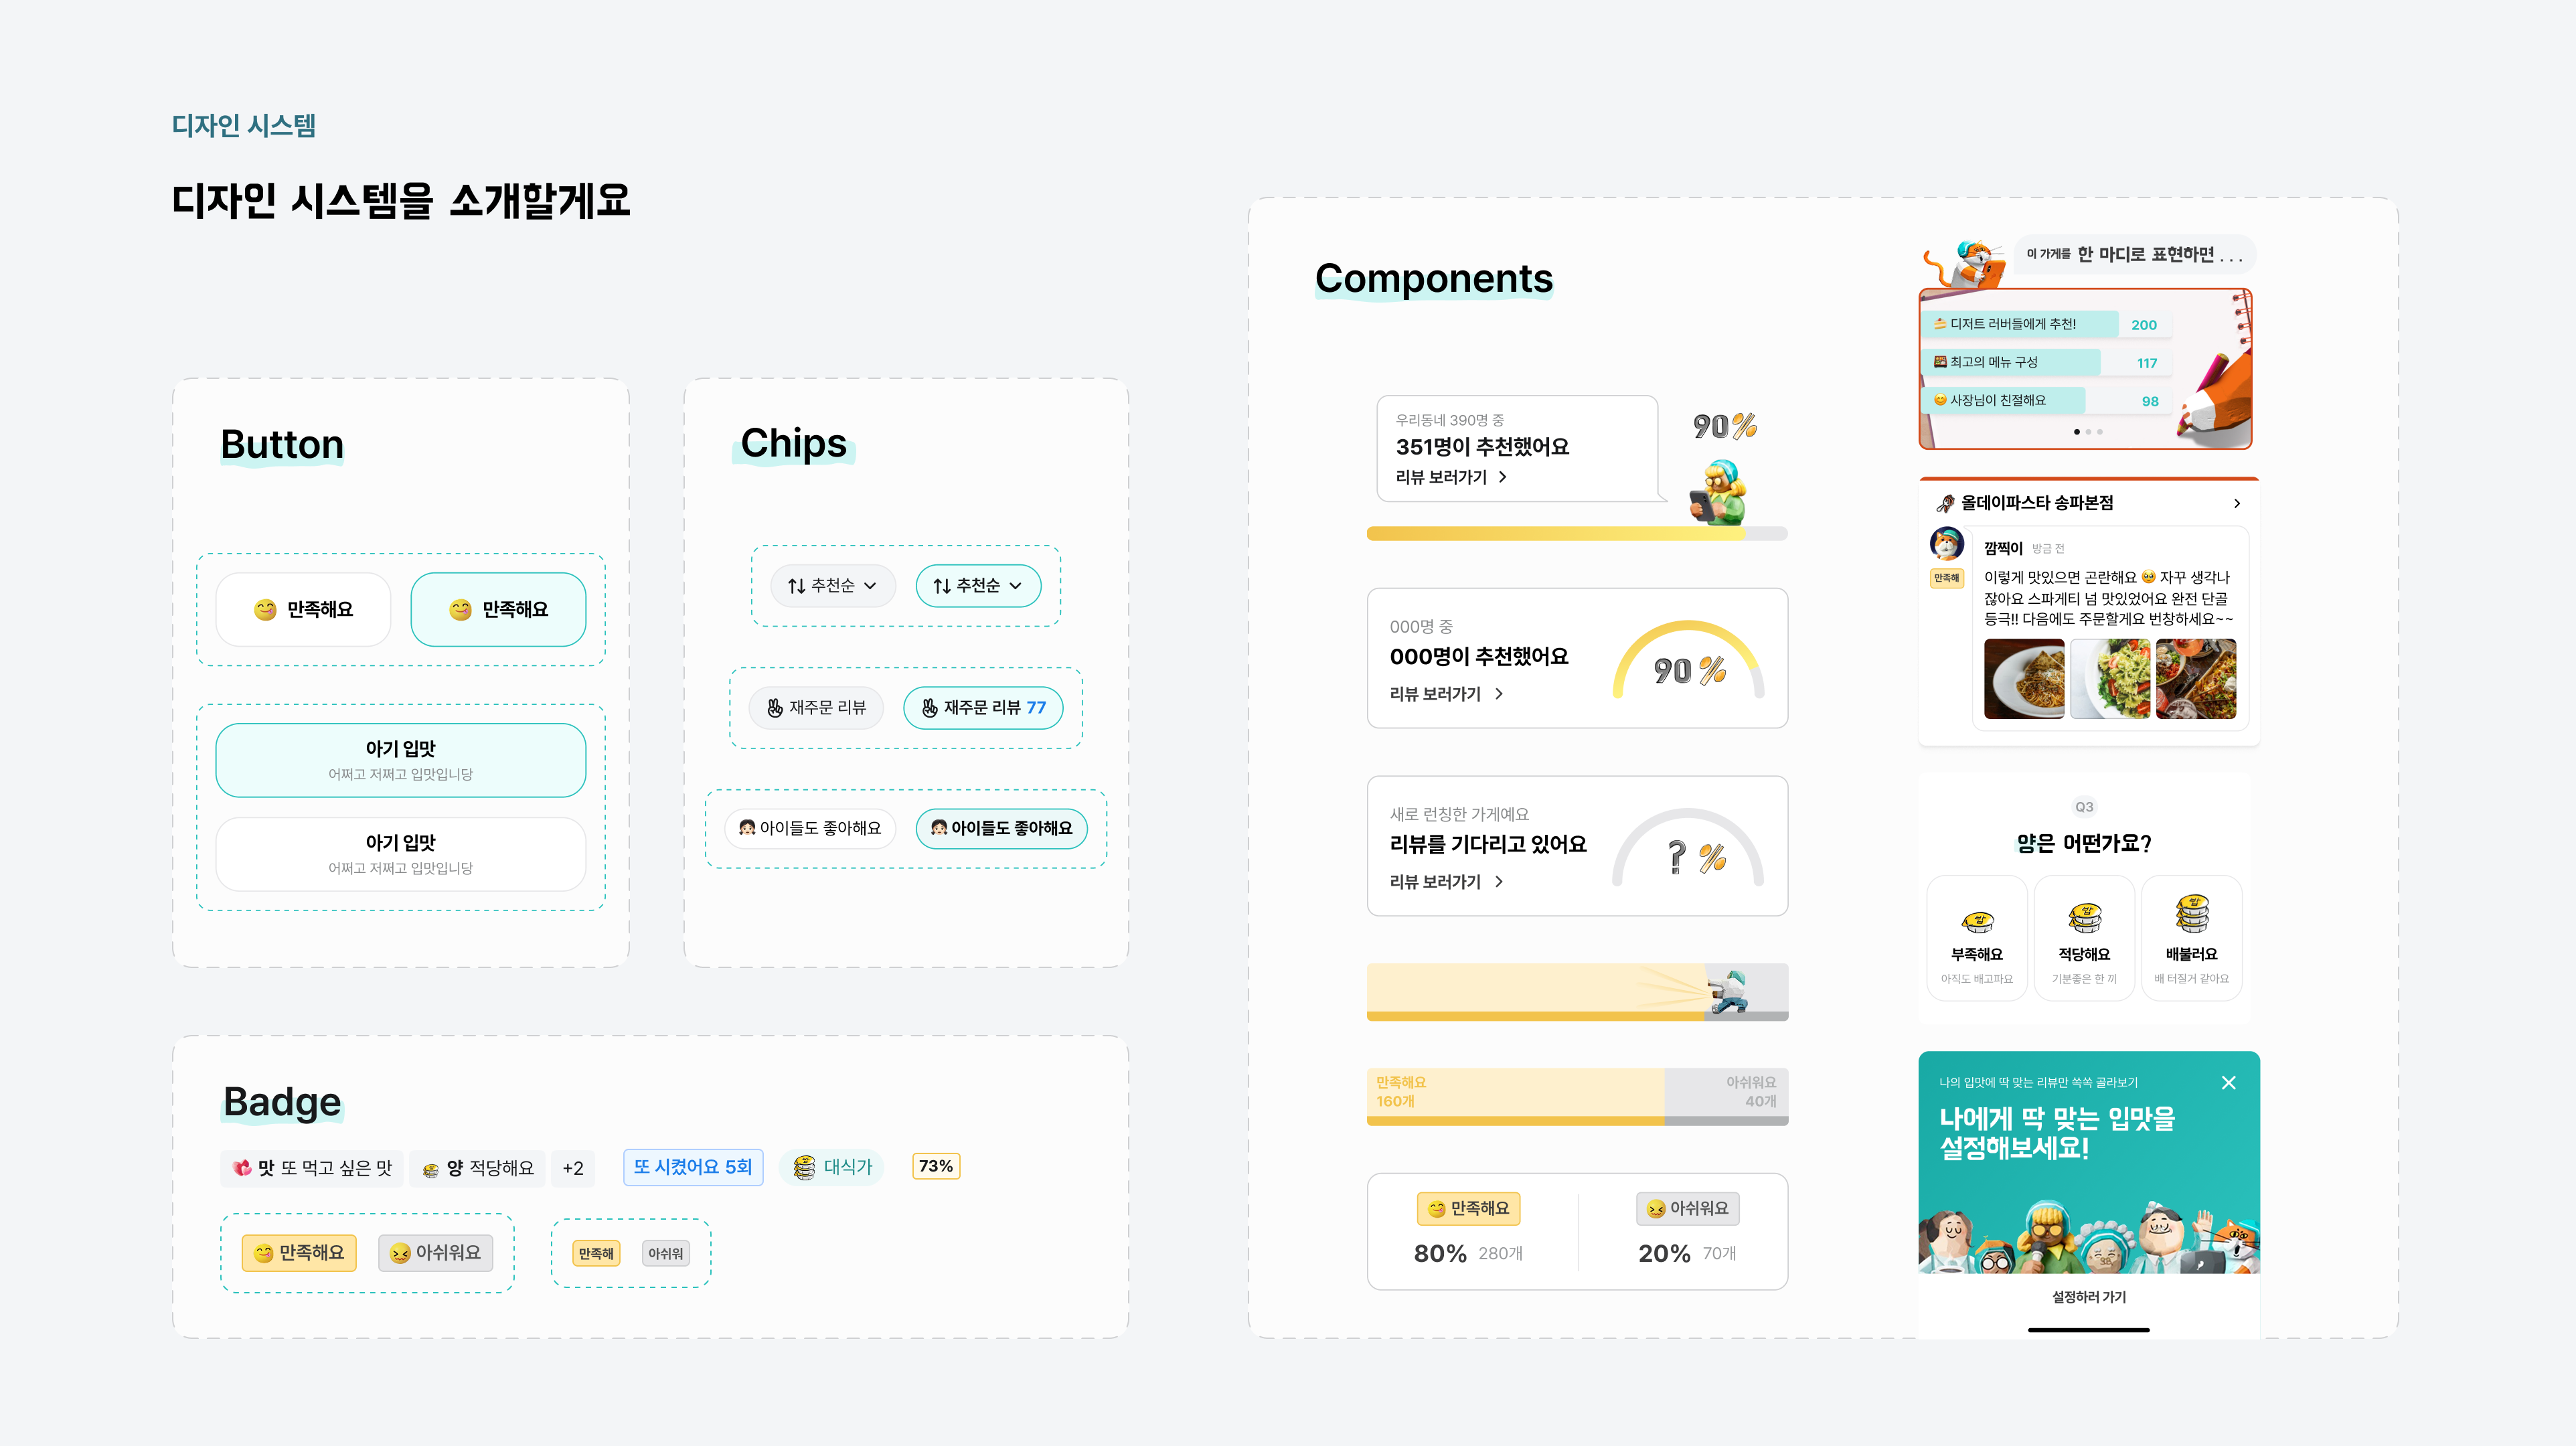 디자인 시스템
디자인 시스템을 소개할게요
Button
만족해요
만족해요
아기 입맛
어쩌고 저쩌고 입맛입니당
아기 입맛
어쩌고 저쩌고 입맛입니당
Chips
추천순
추천순
재주문 리뷰
재주문 리뷰 77
아이들도 좋아해요
아이들도 좋아해요
Badge
맛 또 먹고 싶은 맛
양 적당해요
+2
또 시켰어요 5회
대식가
73%
만족해요
아쉬워요
만족해
아쉬워
Components
우리동네 390명 중
351명이 추천했어요
리뷰 보러가기
90%
000명 중
000명이 추천했어요
리뷰 보러가기
90%
새로 런칭한 가게예요
리뷰를 기다리고 있어요
리뷰 보러가기
? %
만족해요
160개
아쉬워요
40개
만족해요
80% 280개
아쉬워요
20% 70개
이 가게를 한 마디로 표현하면 . . .
디저트 러버들에게 추천! 200
최고의 메뉴 구성 117
사장님이 친절해요 98
올데이파스타 송파본점
깜찍이 방금 전
만족해
이렇게 맛있으면 곤란해요 🥹 자꾸 생각나
잖아요 스파게티 넘 맛있었어요 완전 단골
등극!! 다음에도 주문할게요 번창하세요~~
Q3
양은 어떤가요?
밥
부족해요
아직도 배고파요
밥
적당해요
기분좋은 한 끼
밥
배불러요
배 터질거 같아요
나의 입맛에 딱 맞는 리뷰만 쏙쏙 골라보기
나에게 딱 맞는 입맛을
설정해보세요!
설정하러 가기